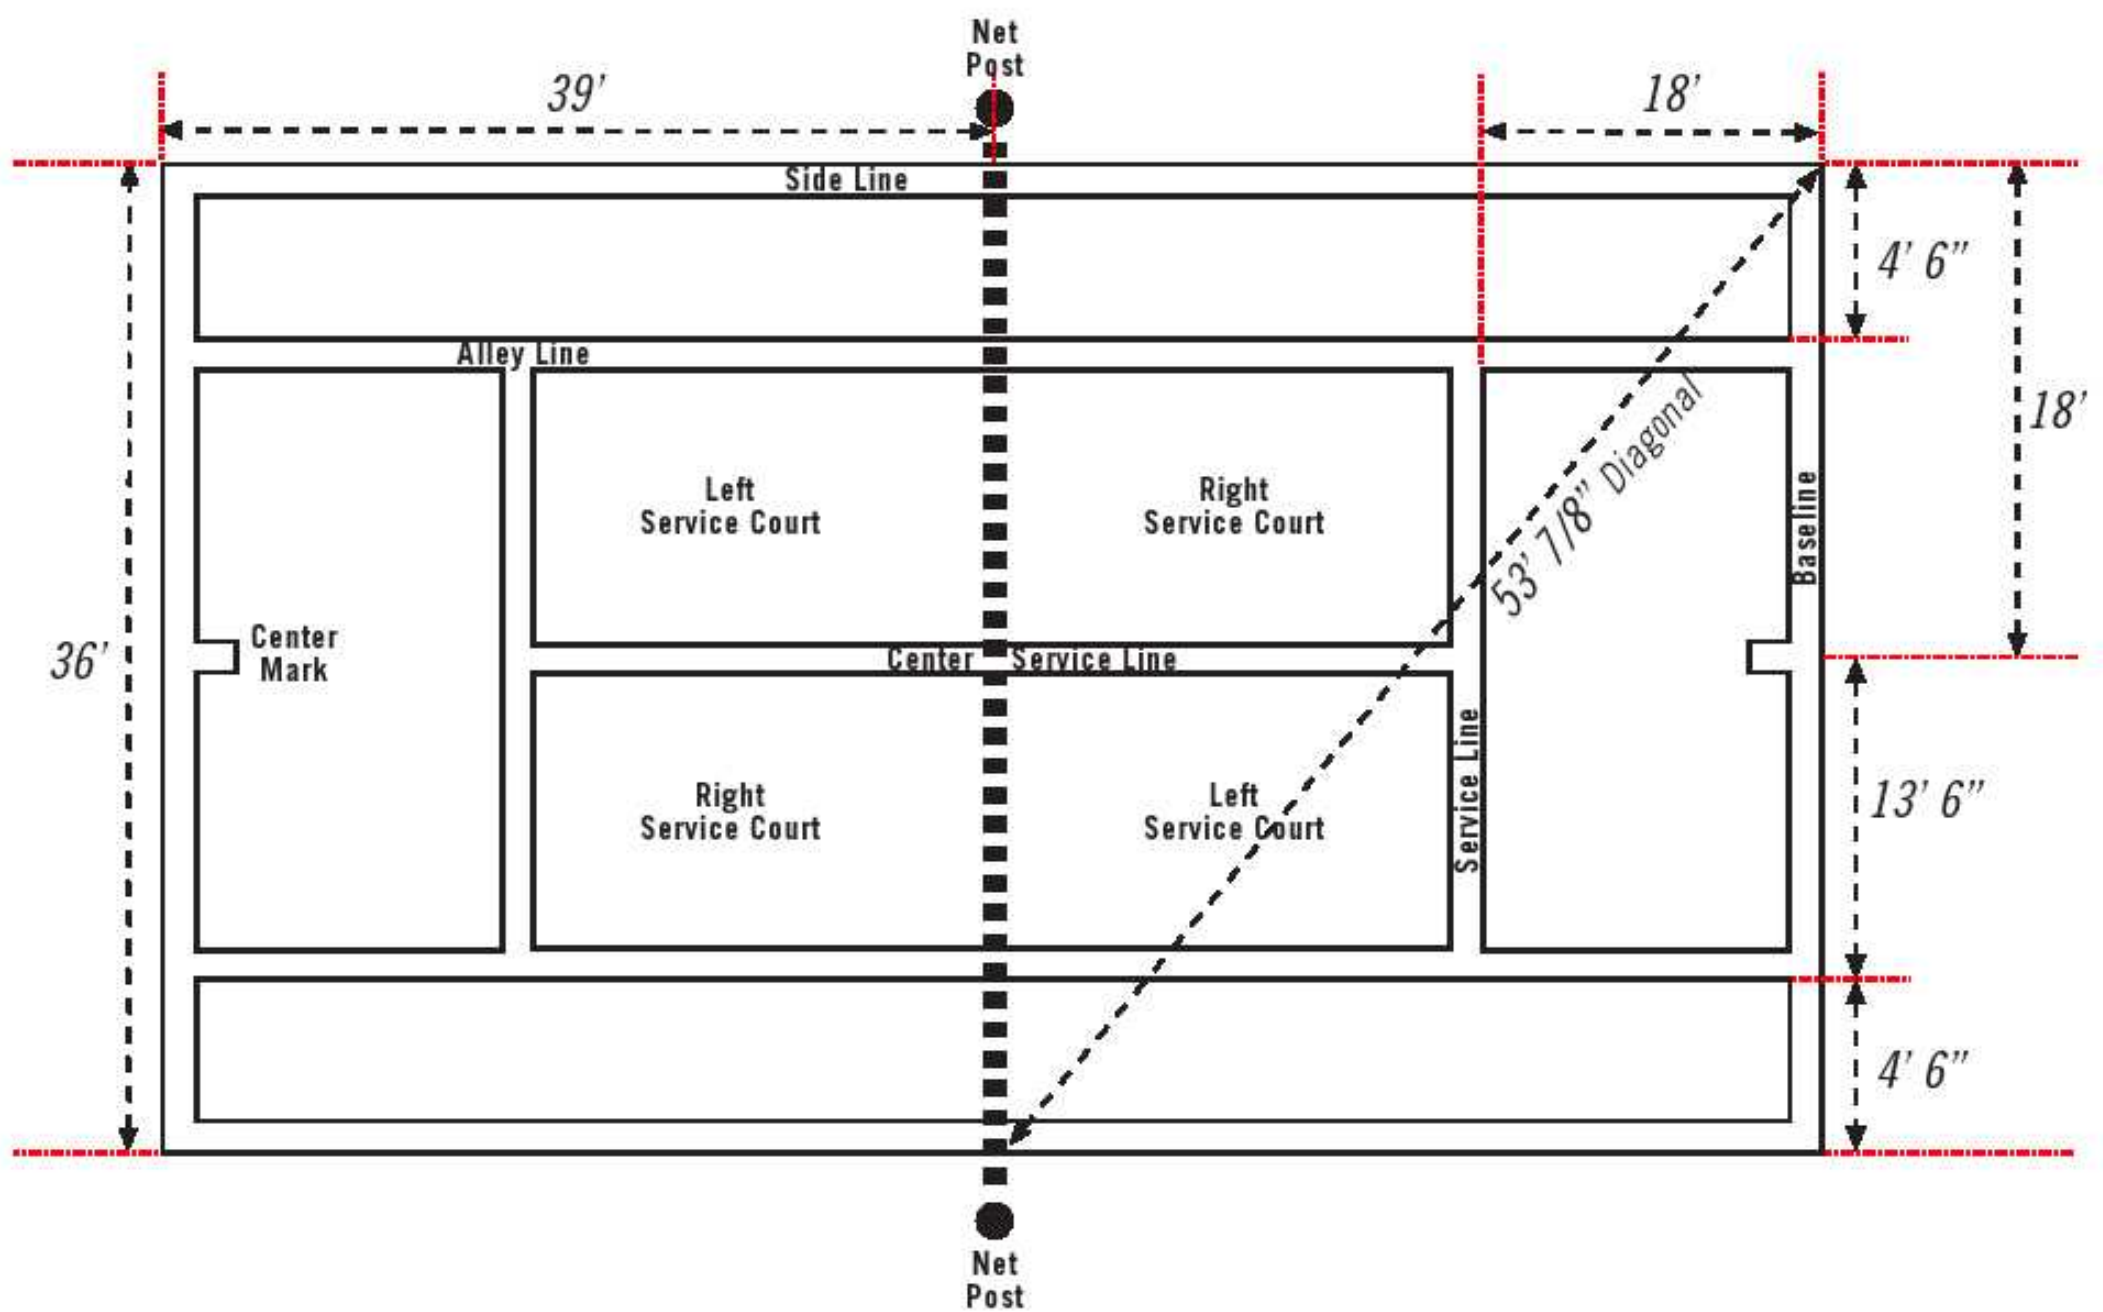 Net
Post
39'
18'
Side Line
4' 6"
Alley Line
18'
53' 7/8" Diagonal
Left
Service Court
Right
Service Court
Baseline
Center
Mark
36'
Center Service Line
13' 6"
Service Line
Right
Service Court
Left
Service Court
4' 6"
Net
Post